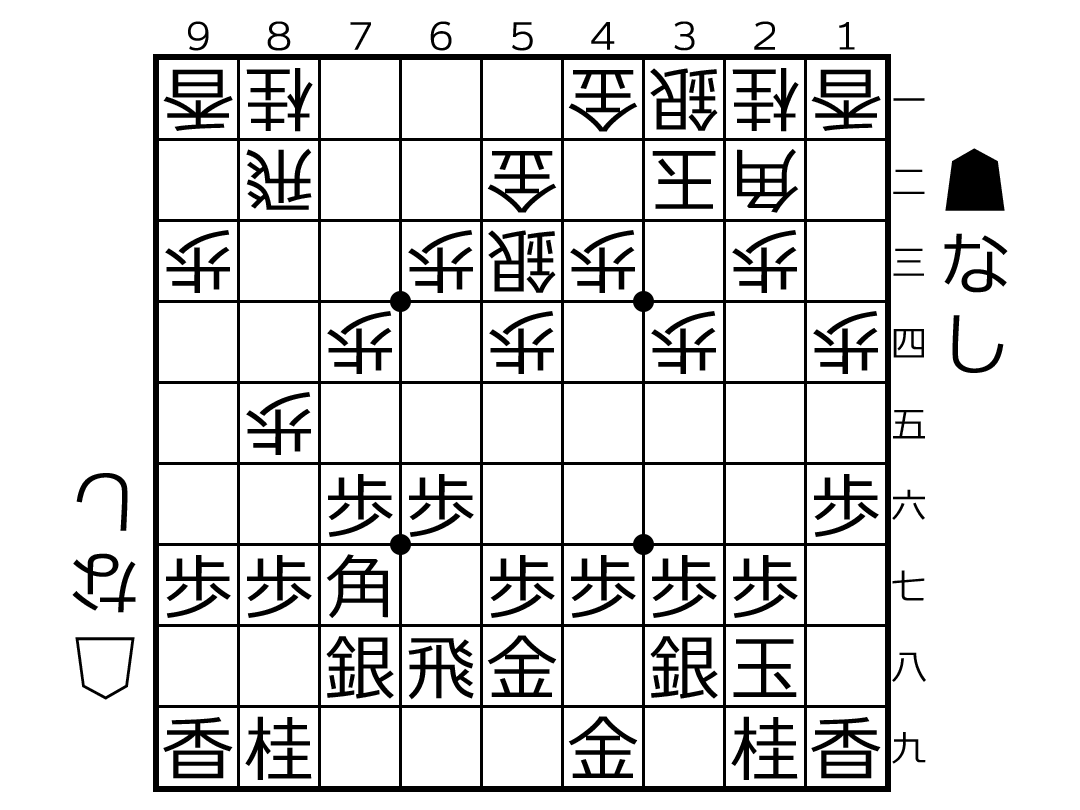 9 8 7 6 5 4 3 2 1
香 桂 金 銀 桂 香 一
飛 金 王 角 二
歩 歩 銀 歩 歩 三
歩 歩 歩 歩 四
歩 五
歩 歩 歩 六
歩 歩 角 歩 歩 歩 歩 七
銀 飛 金 銀 玉 八
香 桂 金 桂 香 九
☗なし
☖なし